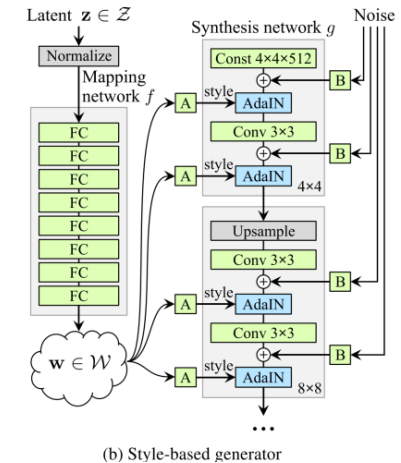 Latent z ∈ Z
Normalize
Mapping
network f
FC
FC
FC
FC
FC
FC
FC
FC
w ∈ W
Synthesis network g
Noise
Const 4×4×512
B
A
style
AdaIN
Conv 3×3
B
A
style
AdaIN
4×4
Upsample
Conv 3×3
B
A
style
AdaIN
Conv 3×3
B
A
style
AdaIN
8×8
...
(b) Style-based generator